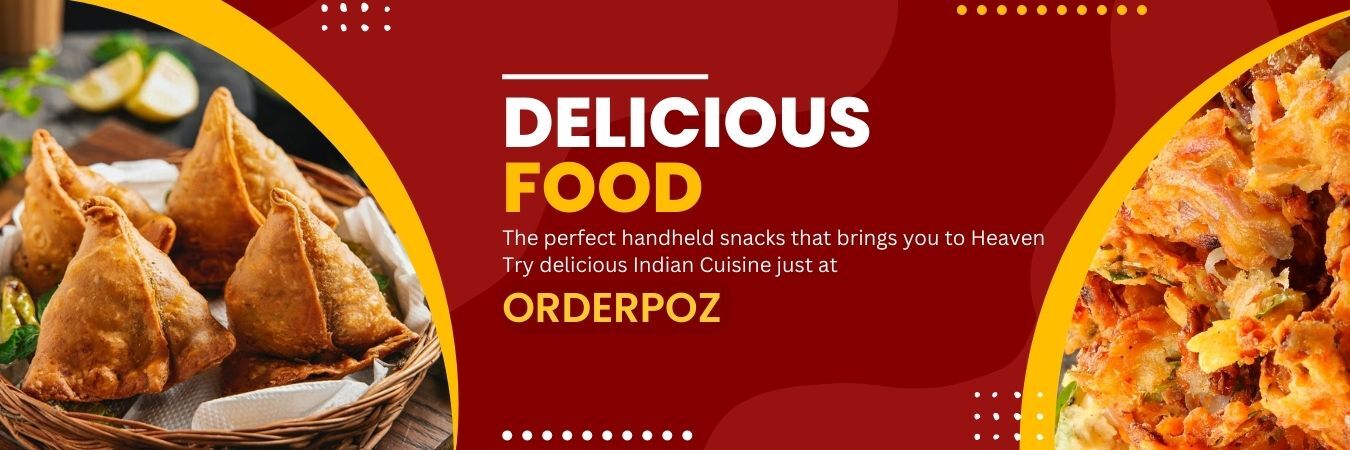 DELICIOUS
FOOD
The perfect handheld snacks that brings you to Heaven
Try delicious Indian Cuisine just at
ORDERPOZ